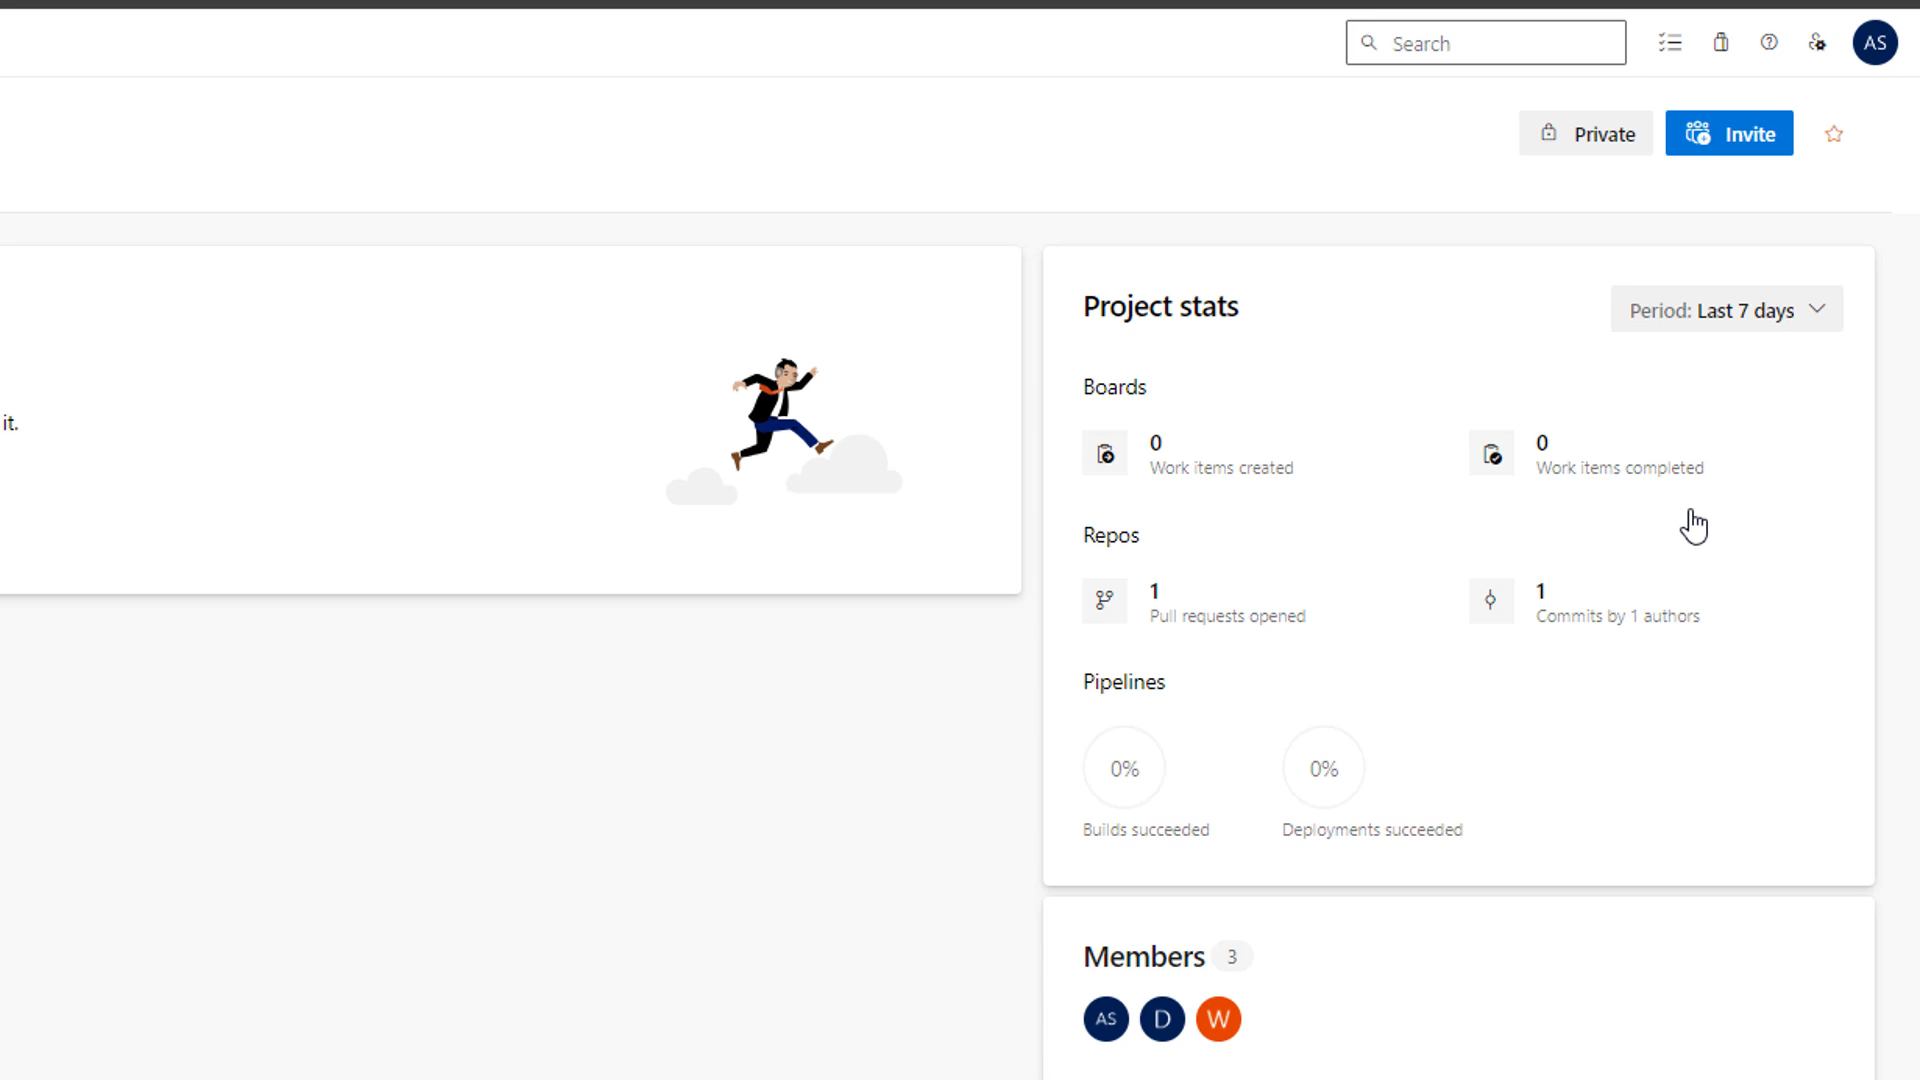 Search
AS
Private
Invite
it.
Project stats
Period: Last 7 days
Boards
0
Work items created
0
Work items completed
Repos
1
Pull requests opened
1
Commits by 1 authors
Pipelines
0%
0%
Builds succeeded
Deployments succeeded
Members 3
AS D W